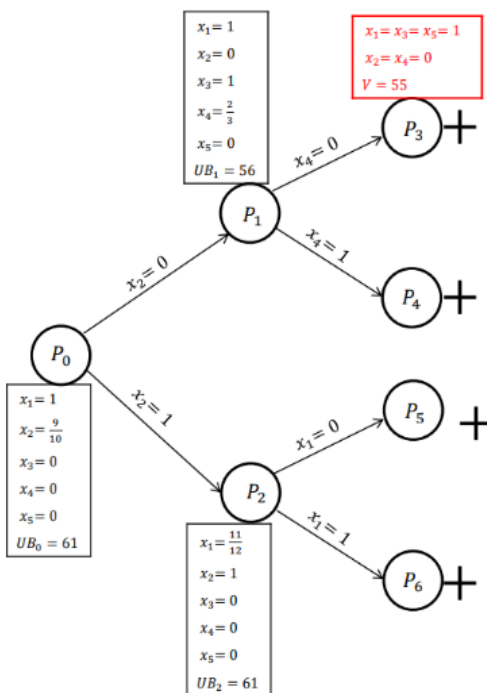 x₁= 1
x₂= 0
x₃= 1
x₄= 2/3
x₅= 0
UB₁ = 56
x₁= x₃= x₅= 1
x₂= x₄= 0
V = 55
P₃
x₄= 0
P₁
x₄= 1
P₄
x₂= 0
P₀
x₁= 1
x₂= 9/10
x₃= 0
x₄= 0
x₅= 0
UB₀ = 61
x₂= 1
P₅
x₁= 0
P₂
x₁= 1
P₆
x₁= 11/12
x₂= 1
x₃= 0
x₄= 0
x₅= 0
UB₂ = 61